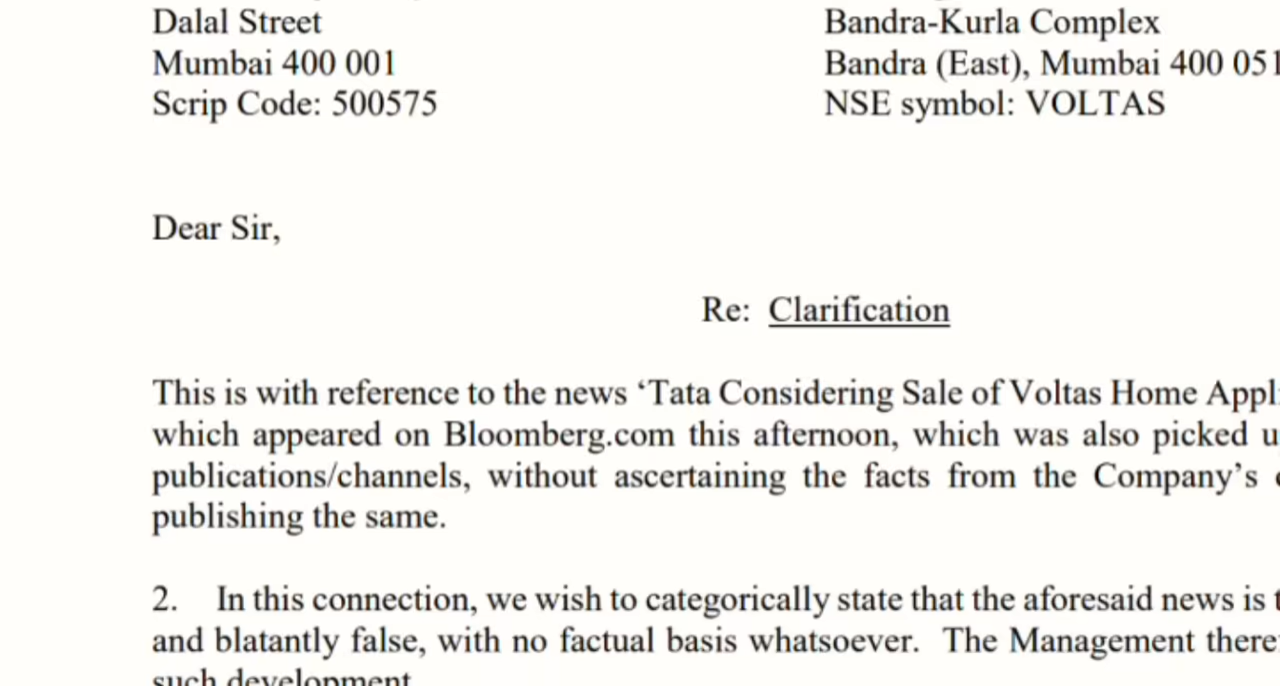 Dalal Street
Bandra-Kurla Complex
Mumbai 400 001
Bandra (East), Mumbai 400 051
Scrip Code: 500575
NSE symbol: VOLTAS
Dear Sir,
Re: Clarification
This is with reference to the news ‘Tata Considering Sale of Voltas Home
which appeared on Bloomberg.com this afternoon, which was also picked
publications/channels, without ascertaining the facts from the Company’s
publishing the same.
2. In this connection, we wish to categorically state that the aforesaid news is
and blatantly false, with no factual basis whatsoever. The Management
such development